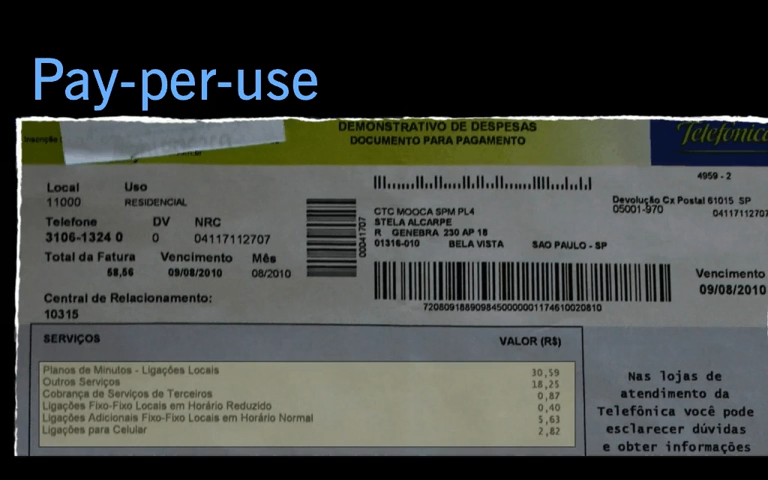 Pay-per-use
DEMONSTRATIVO DE DESPESAS
DOCUMENTO PARA PAGAMENTO
Telefónica
4959 - 2
Local Uso
11000 RESIDENCIAL
Devolução Cx Postal 61015 SP
05001-970 04117112707
Telefone DV NRC
3106-1324 0 0 04117112707
CTC MOOCA SPM PL4
STELA ALCARPE
R GENEBRA 230 AP 18
01316-010 BELA VISTA SAO PAULO - SP
00041707
Total da Fatura Vencimento Mês
58,56 09/08/2010 08/2010
Vencimento
09/08/2010
Central de Relacionamento:
10315
SERVIÇOS VALOR (R$)
Planos de Minutos - Ligações Locais 30,59
Outros Serviços 18,25
Cobrança de Serviços de Terceiros 0,87
Ligações Fixo-Fixo Locais em Horário Reduzido 0,40
Ligações Adicionais Fixo-Fixo Locais em Horário Normal 5,63
Ligações para Celular 2,82
Nas lojas de
atendimento da
Telefônica você pode
esclarecer dúvidas
e obter informações